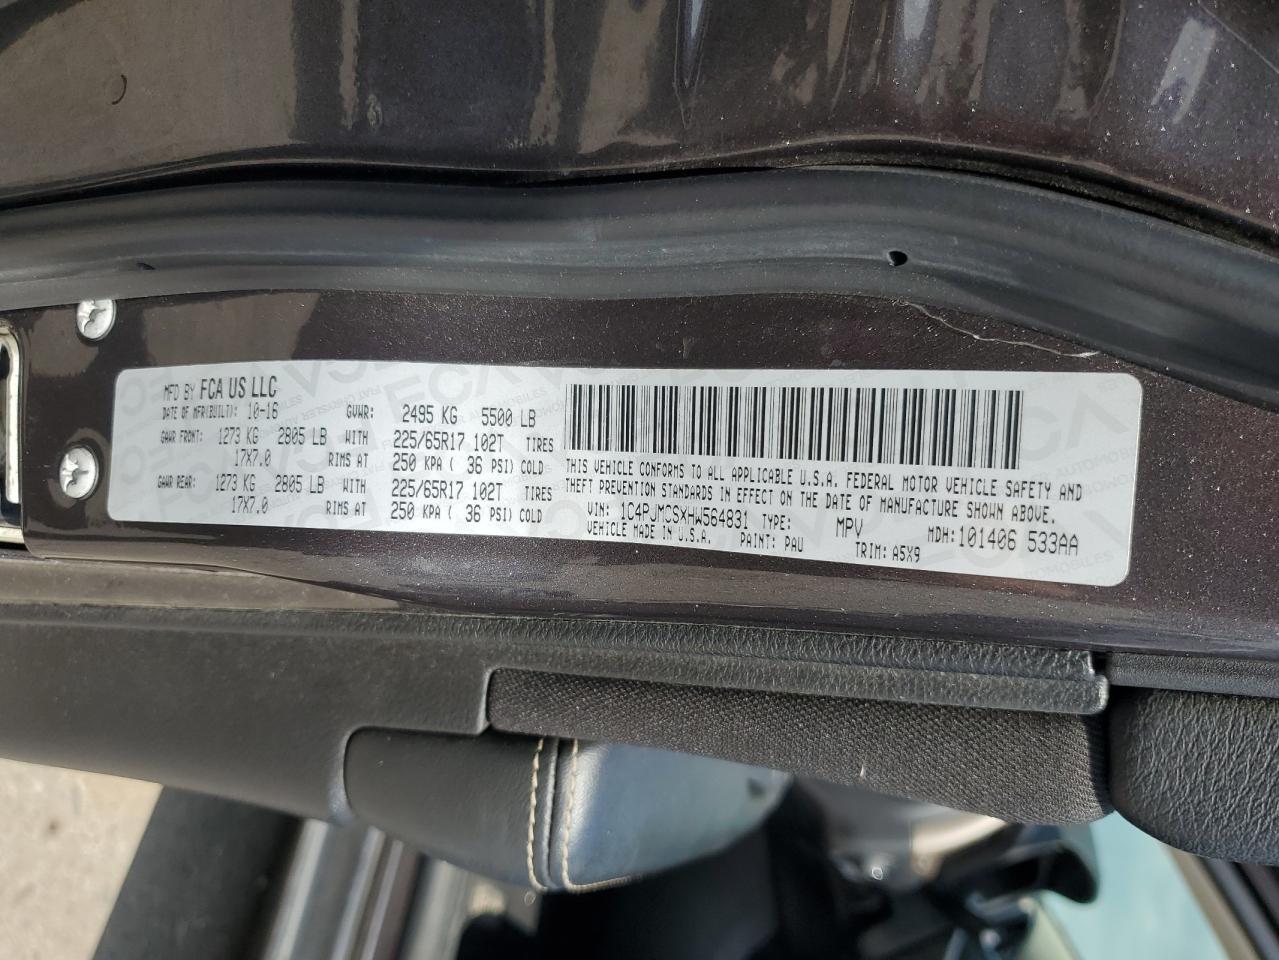 MFD BY FCA US LLC
DATE OF MFR(BUILT): 10-16 GVWR: 2495 KG 5500 LB
GAWR FRONT: 1273 KG 2805 LB WITH 225/65R17 102T TIRES
17X7.0 RIMS AT 250 KPA ( 36 PSI) COLD
GAWR REAR: 1273 KG 2805 LB WITH 225/65R17 102T TIRES
17X7.0 RIMS AT 250 KPA ( 36 PSI) COLD
THIS VEHICLE CONFORMS TO ALL APPLICABLE U.S.A. FEDERAL MOTOR VEHICLE SAFETY AND
THEFT PREVENTION STANDARDS IN EFFECT ON THE DATE OF MANUFACTURE SHOWN ABOVE.
VIN: 1C4PJMCSXHW564831 TYPE: MPV MDH:101406 533AA
VEHICLE MADE IN U.S.A. PAINT: PAU TRIM: A5X9